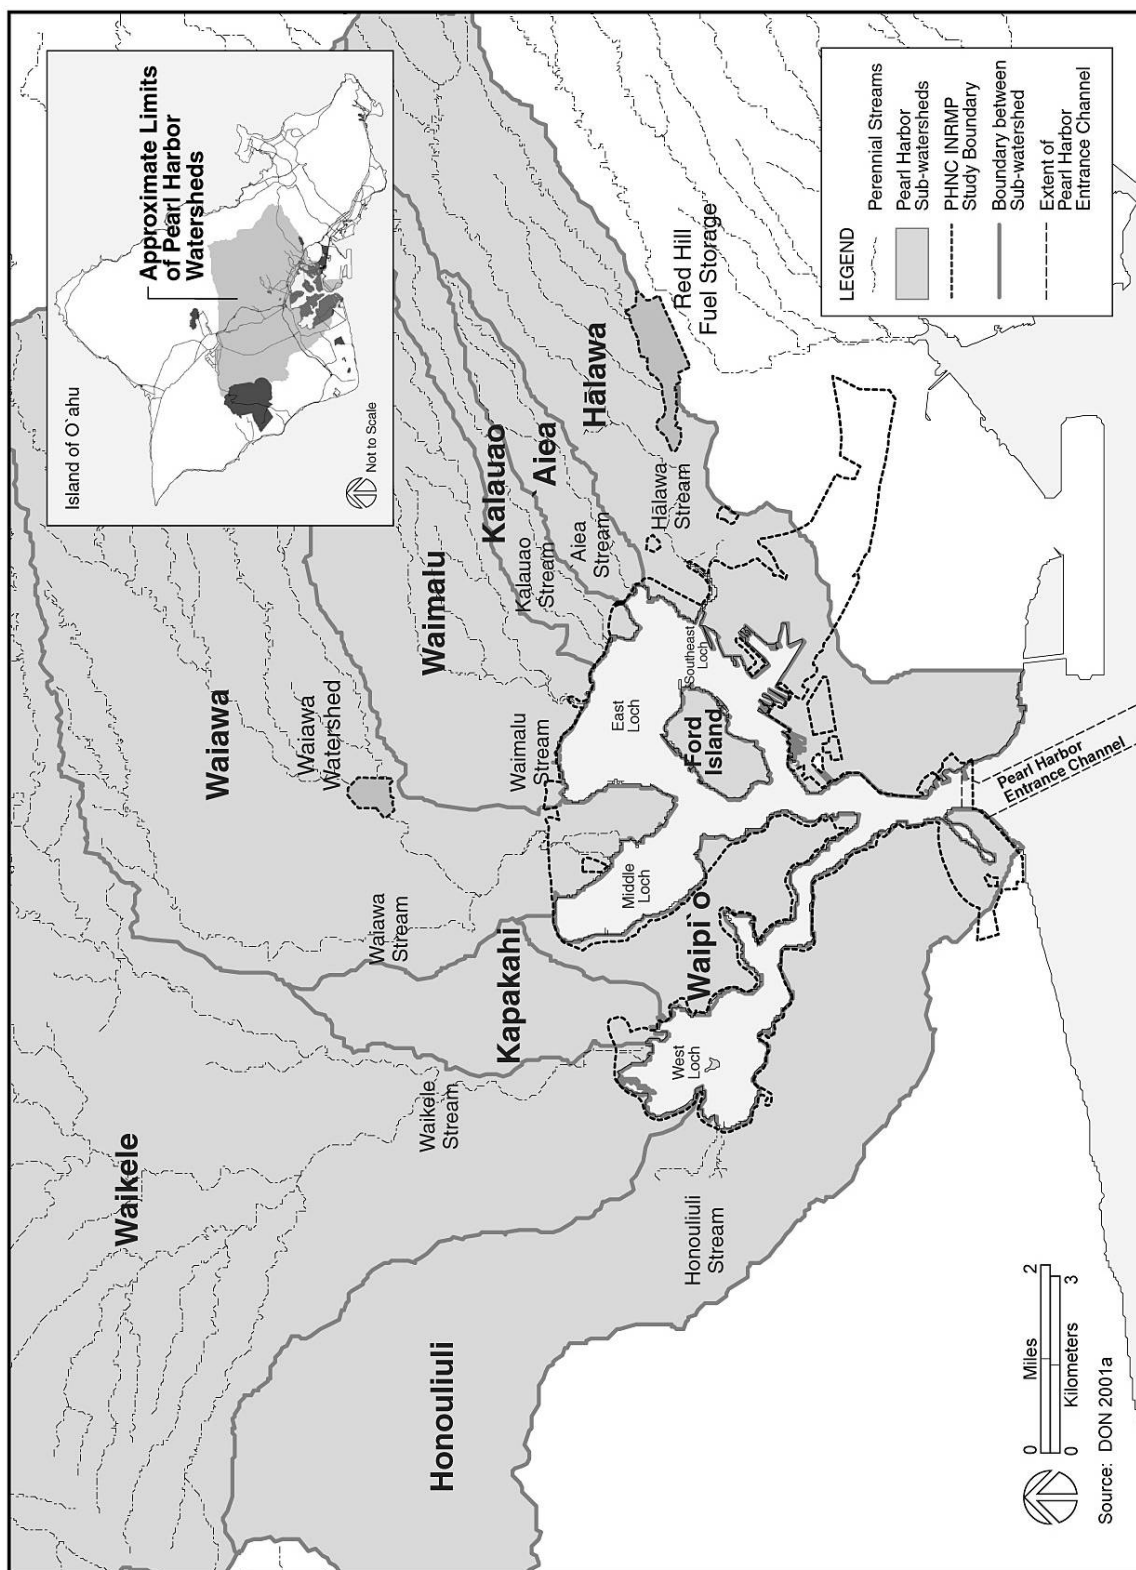 Island of O`ahu
Approximate Limits
of Pearl Harbor
Watersheds
Not to Scale
Waikele
Waiawa
Waiawa
Watershed
Waiawa
Stream
Waikele
Stream
Kapakahi
Honouliuli
Honouliuli
Stream
Waimalu
Waimalu
Stream
Kalauao
Kalauao
Stream
`Aiea
Aiea
Stream
Hālawa
Hālawa
Stream
Red Hill
Fuel Storage
West
Loch
Waipi`o
Middle
Loch
East
Loch
Ford
Island
Southeast
Loch
Pearl Harbor
Entrance Channel
LEGEND
Perennial Streams
Pearl Harbor
Sub-watersheds
PHNC INRMP
Study Boundary
Boundary between
Sub-watershed
Extent of
Pearl Harbor
Entrance Channel
0 Miles 2
0 Kilometers 3
Source: DON 2001a